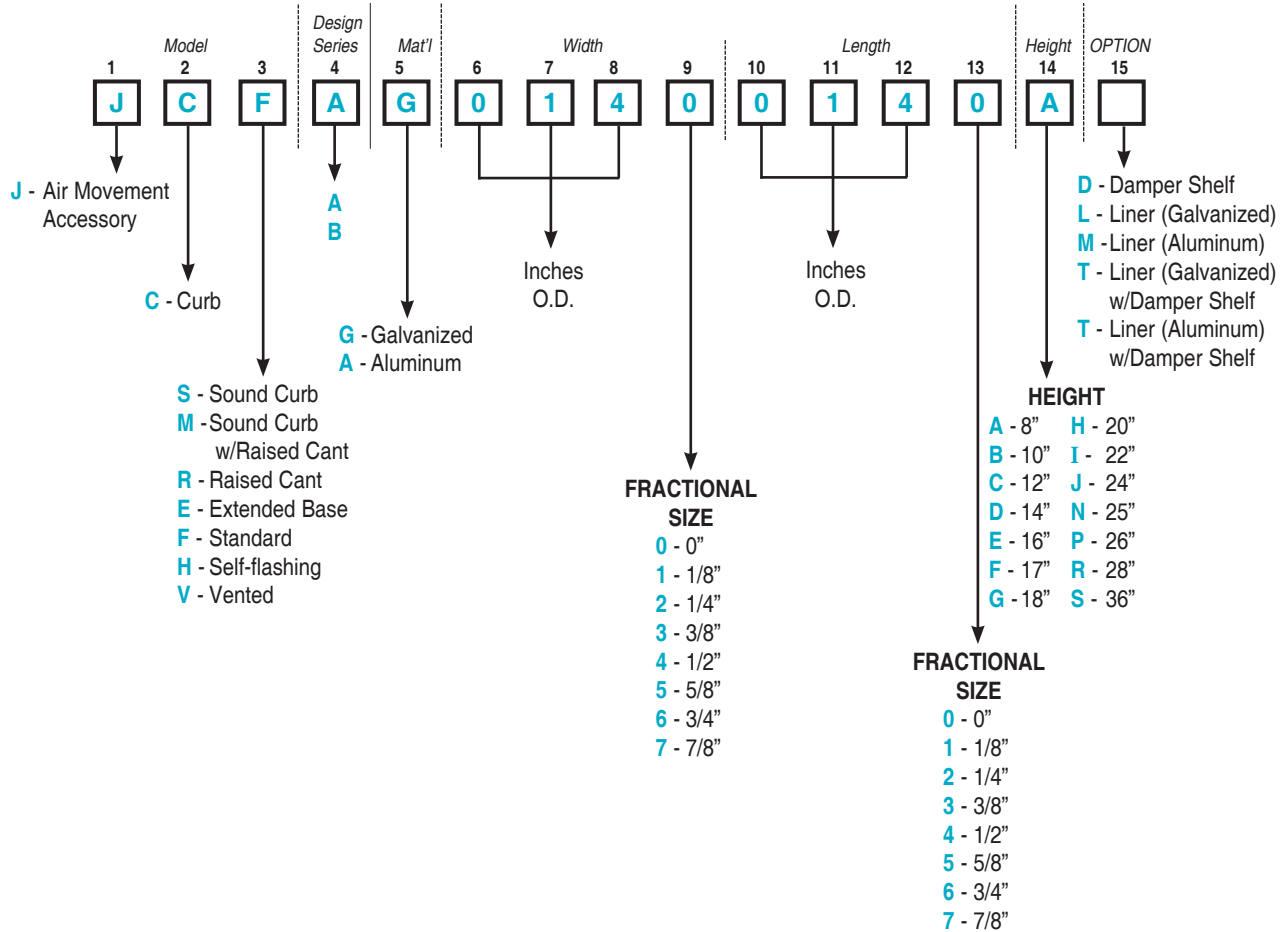 Model
Design
Series
Mat'l
Width
Length
Height
OPTION
1 2 3 4 5 6 7 8 9 10 11 12 13 14 15
J C F A G 0 1 4 0 0 1 4 0 A
J - Air Movement
Accessory
C - Curb
S - Sound Curb
M - Sound Curb
w/Raised Cant
R - Raised Cant
E - Extended Base
F - Standard
H - Self-flashing
V - Vented
A
B
G - Galvanized
A - Aluminum
Inches
O.D.
FRACTIONAL
SIZE
0 - 0”
1 - 1/8”
2 - 1/4”
3 - 3/8”
4 - 1/2”
5 - 5/8”
6 - 3/4”
7 - 7/8”
Inches
O.D.
FRACTIONAL
SIZE
0 - 0”
1 - 1/8”
2 - 1/4”
3 - 3/8”
4 - 1/2”
5 - 5/8”
6 - 3/4”
7 - 7/8”
HEIGHT
A - 8” H - 20”
B - 10” I - 22”
C - 12” J - 24”
D - 14” N - 25”
E - 16” P - 26”
F - 17” R - 28”
G - 18” S - 36”
D - Damper Shelf
L - Liner (Galvanized)
M - Liner (Aluminum)
T - Liner (Galvanized)
w/Damper Shelf
T - Liner (Aluminum)
w/Damper Shelf